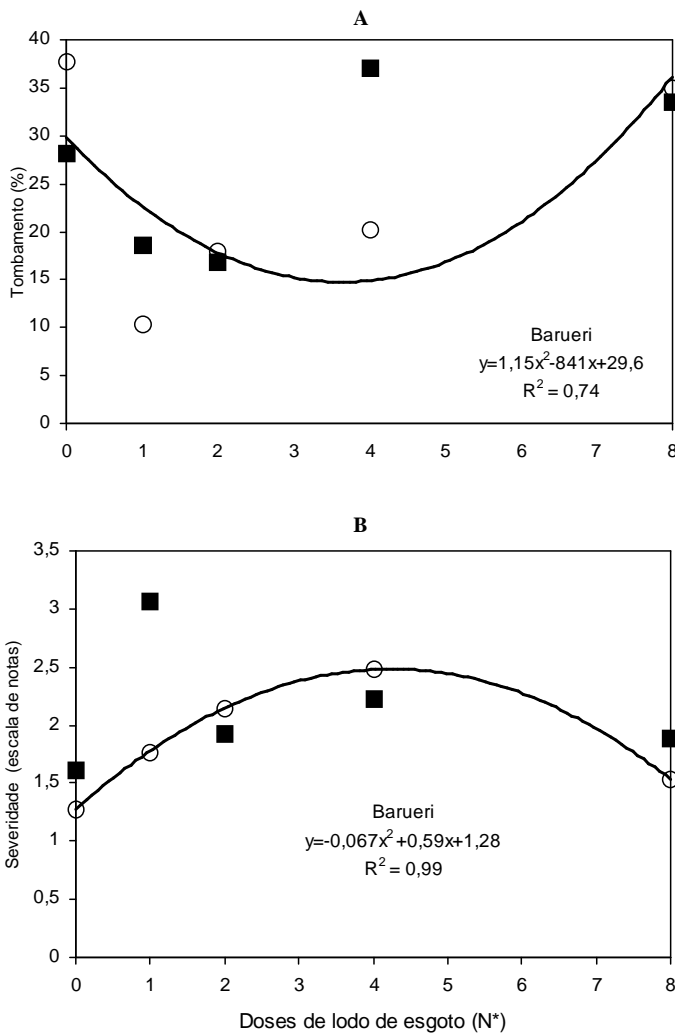 A
40
35
30
25
20
15
10
5
0
Tombamento (%)
Barueri
y=1,15x²-841x+29,6
R² = 0,74
0 1 2 3 4 5 6 7 8
B
3,5
3
2,5
2
1,5
1
0,5
0
Severidade (escala de notas)
Barueri
y=-0,067x²+0,59x+1,28
R² = 0,99
0 1 2 3 4 5 6 7 8
Doses de lodo de esgoto (N*)